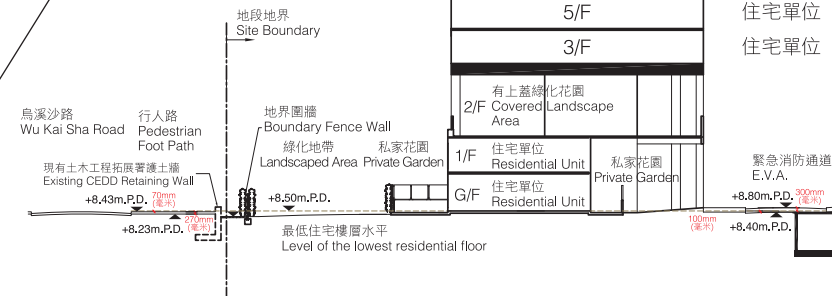 地段地界
Site Boundary
5/F
住宅單位
3/F
住宅單位
烏溪沙路
Wu Kai Sha Road
行人路
Pedestrian
Foot Path
地界圍牆
Boundary Fence Wall
綠化地帶
Landscaped Area
私家花園
Private Garden
2/F
有上蓋綠化花園
Covered Landscape
Area
1/F
住宅單位
Residential Unit
G/F
住宅單位
Residential Unit
私家花園
Private Garden
緊急消防通道
E.V.A.
現有土木工程拓展署護土牆
Existing CEDD Retaining Wall
+8.43m.P.D.
70mm
(毫米)
270mm
(毫米)
+8.23m.P.D.
+8.50m.P.D.
最低住宅樓層水平
Level of the lowest residential floor
+8.80m.P.D.
300mm
(毫米)
100mm
(毫米)
+8.40m.P.D.